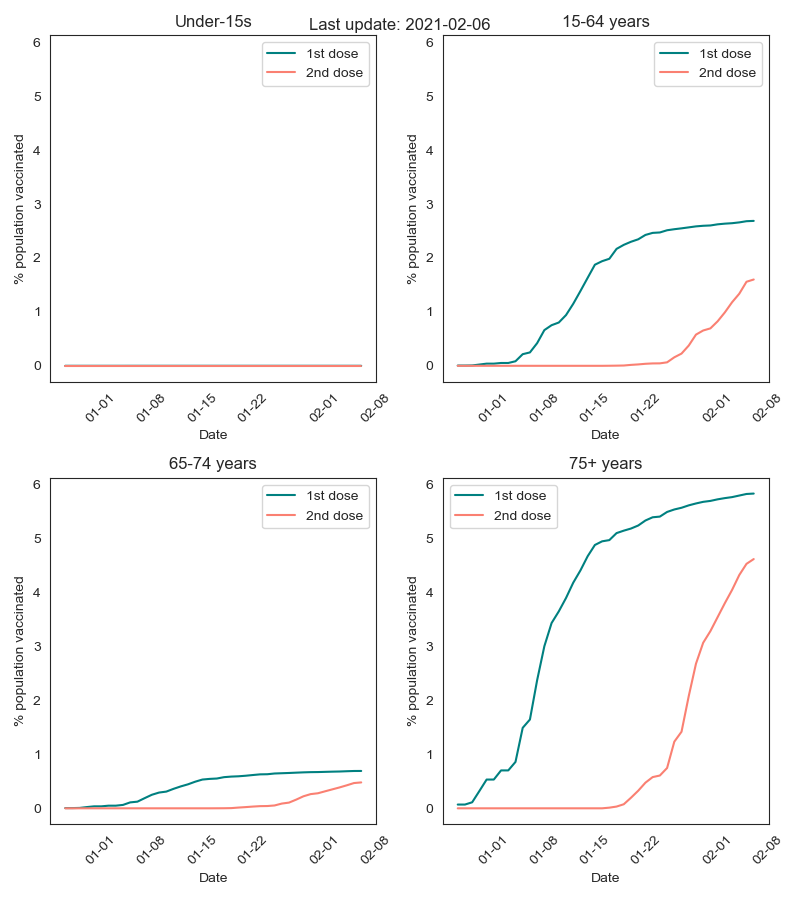 Last update: 2021-02-06
Under-15s
1st dose
2nd dose
6
5
4
3
2
1
0
% population vaccinated
01-01
01-08
01-15
01-22
02-01
02-08
Date
15-64 years
1st dose
2nd dose
6
5
4
3
2
1
0
% population vaccinated
01-01
01-08
01-15
01-22
02-01
02-08
Date
65-74 years
1st dose
2nd dose
6
5
4
3
2
1
0
% population vaccinated
01-01
01-08
01-15
01-22
02-01
02-08
Date
75+ years
1st dose
2nd dose
6
5
4
3
2
1
0
% population vaccinated
01-01
01-08
01-15
01-22
02-01
02-08
Date